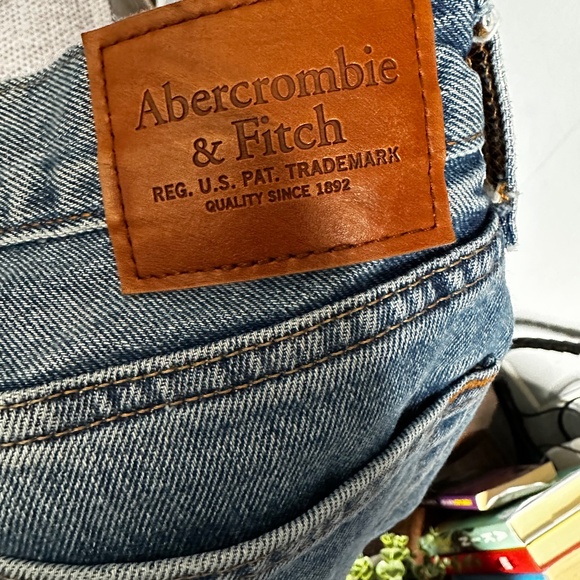 Abercrombie
& Fitch
REG. U.S. PAT. TRADEMARK
QUALITY SINCE 1892